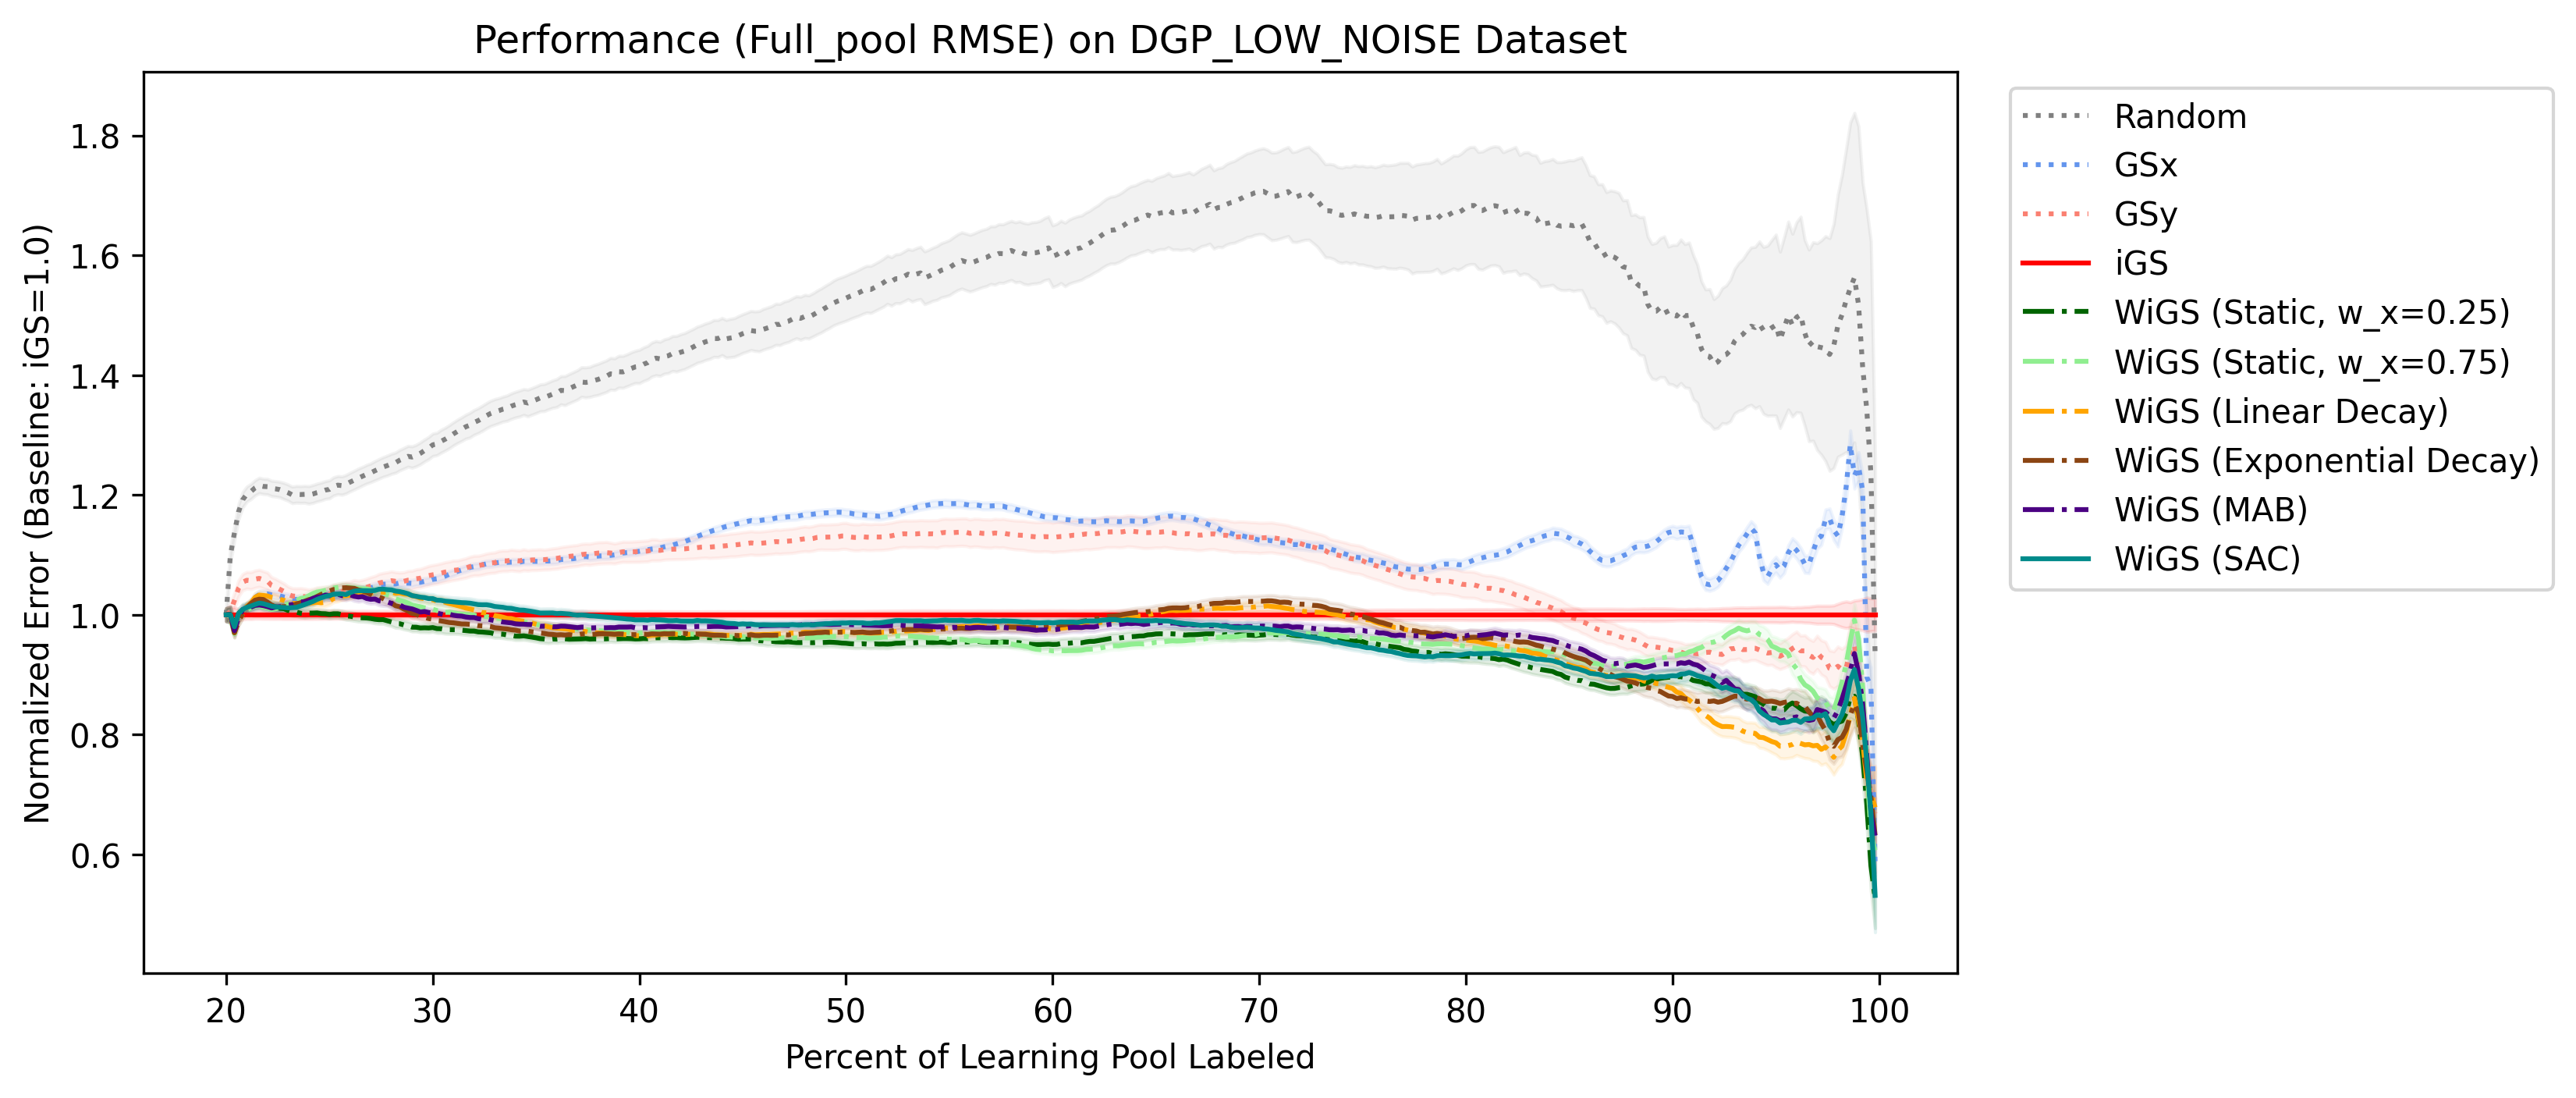 Performance (Full_pool RMSE) on DGP_LOW_NOISE Dataset
Normalized Error (Baseline: iGS=1.0)
1.8
1.6
1.4
1.2
1.0
0.8
0.6
20 30 40 50 60 70 80 90 100
Percent of Learning Pool Labeled
Random
GSx
GSy
iGS
WiGS (Static, w_x=0.25)
WiGS (Static, w_x=0.75)
WiGS (Linear Decay)
WiGS (Exponential Decay)
WiGS (MAB)
WiGS (SAC)